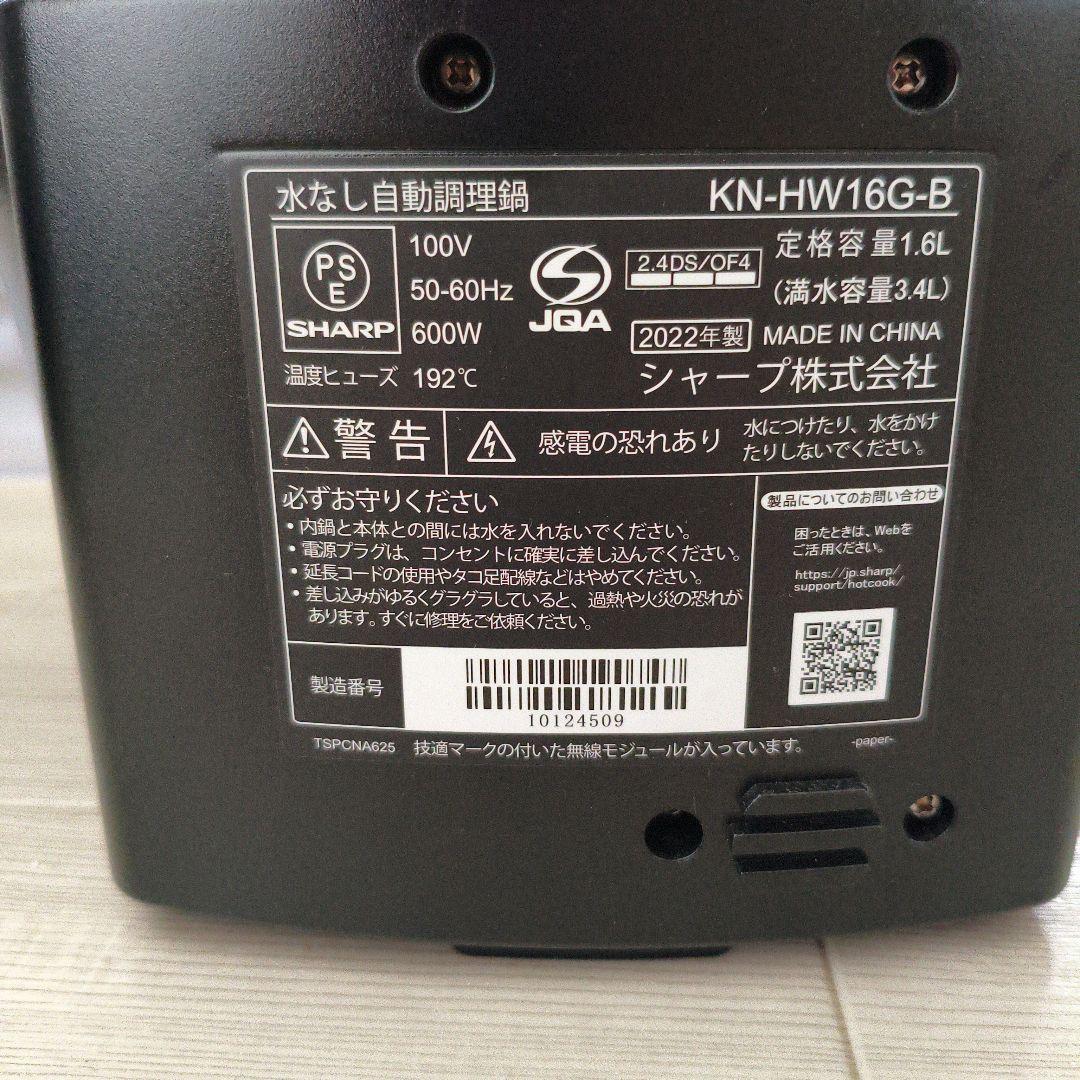 水なし自動調理鍋 KN-HW16G-B
PS
E
SHARP
100V
50-60Hz
600W
温度ヒューズ 192℃
JQA
2.4DS/OF4
定格容量1.6L
(満水容量3.4L)
2022年製 MADE IN CHINA
シャープ株式会社
警告
感電の恐れあり
水につけたり、水をかけ
たりしないでください。
必ずお守りください
・内鍋と本体との間には水を入れないでください。
・電源プラグは、コンセントに確実に差し込んでください。
・延長コードの使用やタコ足配線などはやめてください。
・差し込みがゆるくグラグラしていると、過熱や火災の恐れが
あります。すぐに修理をご依頼ください。
製品についてのお問い合わせ
困ったときは、Webを
ご活用ください。
https://jp.sharp/
support/hotcook/
製造番号
10124509
TSPCNA625 技適マークの付いた無線モジュールが入っています。 -paper-